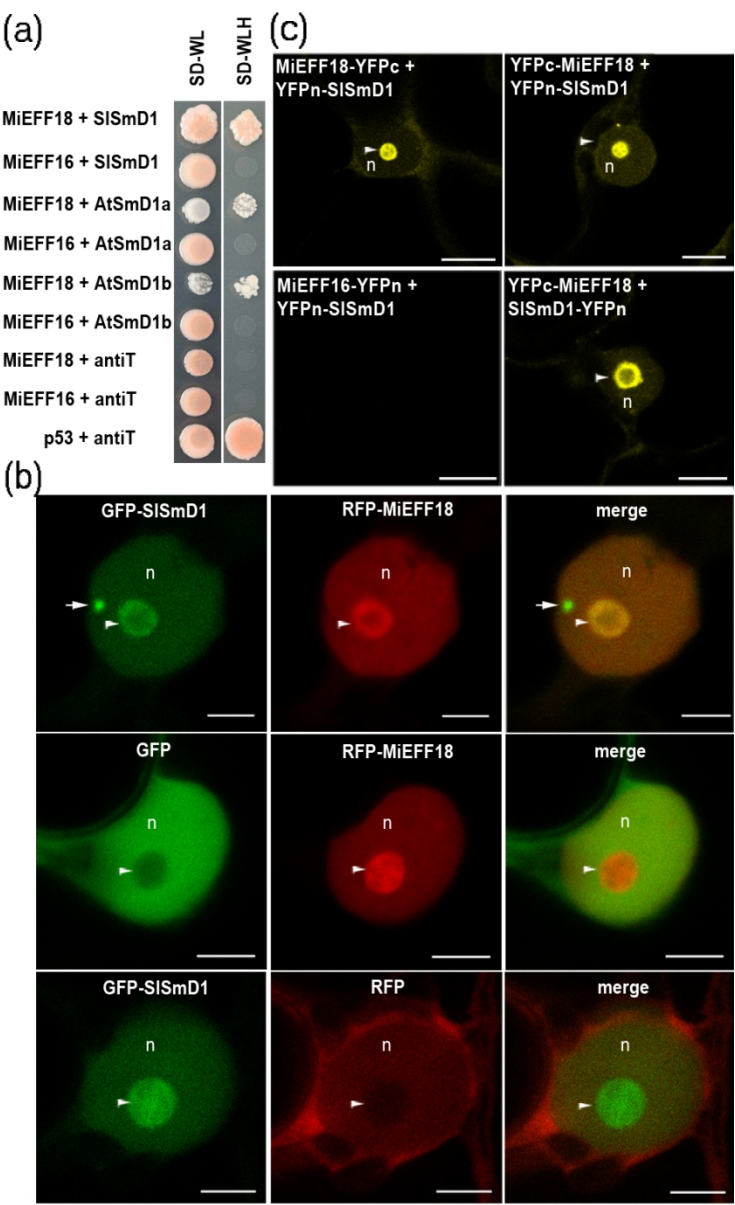 (a)
SD-WL
SD-WLH
MiEFF18 + SlSmD1
MiEFF16 + SlSmD1
MiEFF18 + AtSmD1a
MiEFF16 + AtSmD1a
MiEFF18 + AtSmD1b
MiEFF16 + AtSmD1b
MiEFF18 + antiT
MiEFF16 + antiT
p53 + antiT
(c)
MiEFF18-YFPc +
YFPn-SlSmD1
n
YFPc-MiEFF18 +
YFPn-SlSmD1
n
MiEFF16-YFPn +
YFPn-SlSmD1
YFPc-MiEFF18 +
SlSmD1-YFPn
n
(b)
GFP-SlSmD1
n
RFP-MiEFF18
n
merge
n
GFP
n
RFP-MiEFF18
n
merge
n
GFP-SlSmD1
n
RFP
n
merge
n